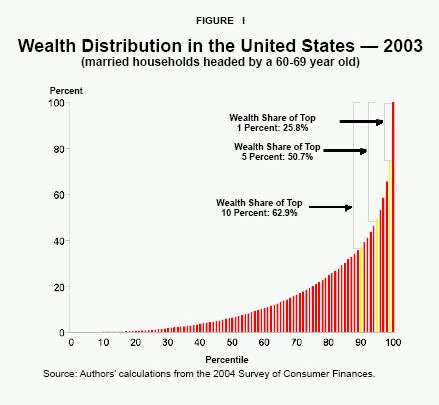 FIGURE I
Wealth Distribution in the United States — 2003
(married households headed by a 60-69 year old)
Percent
100
80
60
40
20
0
Wealth Share of Top
1 Percent: 25.8%
Wealth Share of Top
5 Percent: 50.7%
Wealth Share of Top
10 Percent: 62.9%
0 10 20 30 40 50 60 70 80 90 100
Percentile
Source: Authors' calculations from the 2004 Survey of Consumer Finances.